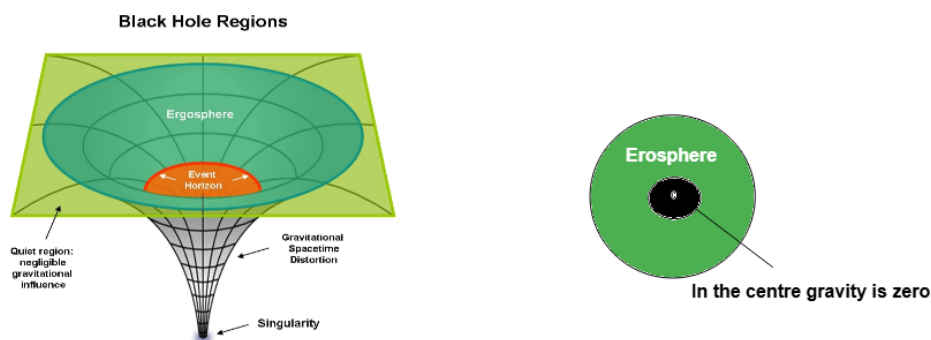 Black Hole Regions
Ergosphere
Event
Horizon
Quiet region:
negligible
gravitational
influence
Gravitational
Spacetime
Distortion
Singularity
Erosphere
In the centre gravity is zero